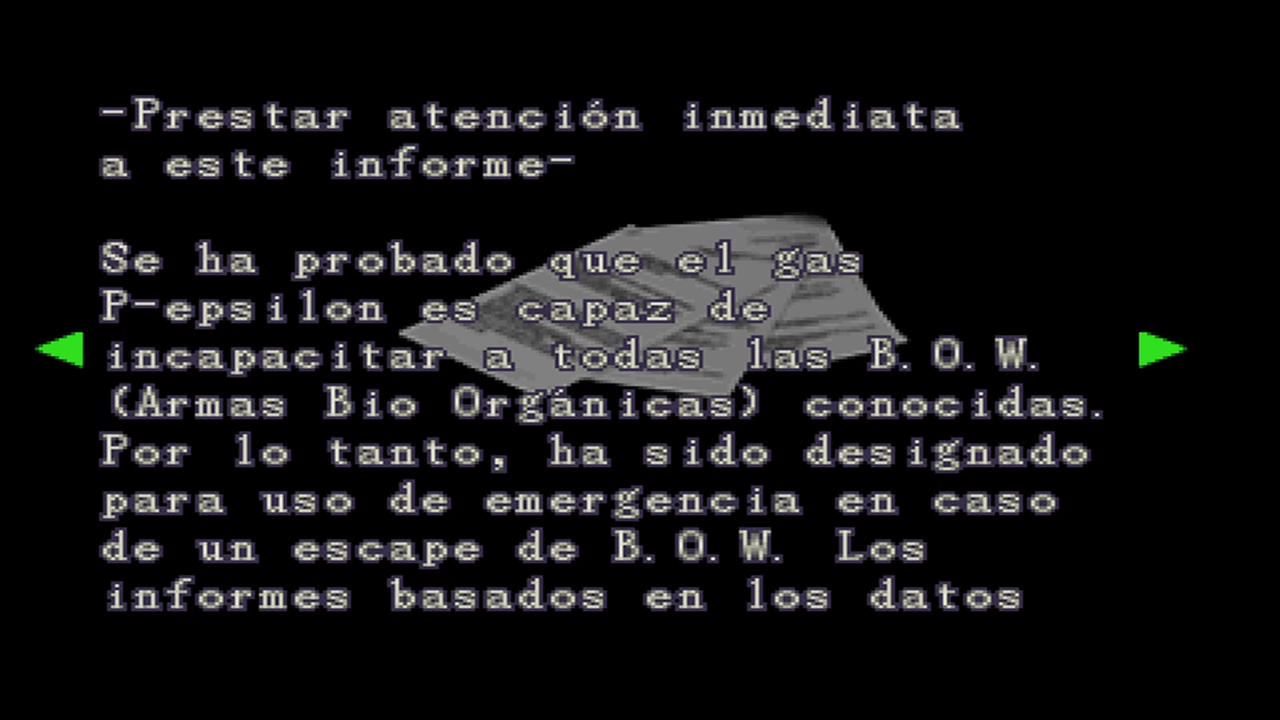 -Prestar atención inmediata
a este informe-
Se ha probado que el gas
P-epsilon es capaz de
incapacitar a todas las B.O.W.
(Armas Bio Orgánicas) conocidas.
Por lo tanto, ha sido designado
para uso de emergencia en caso
de un escape de B.O.W. Los
informes basados en los datos